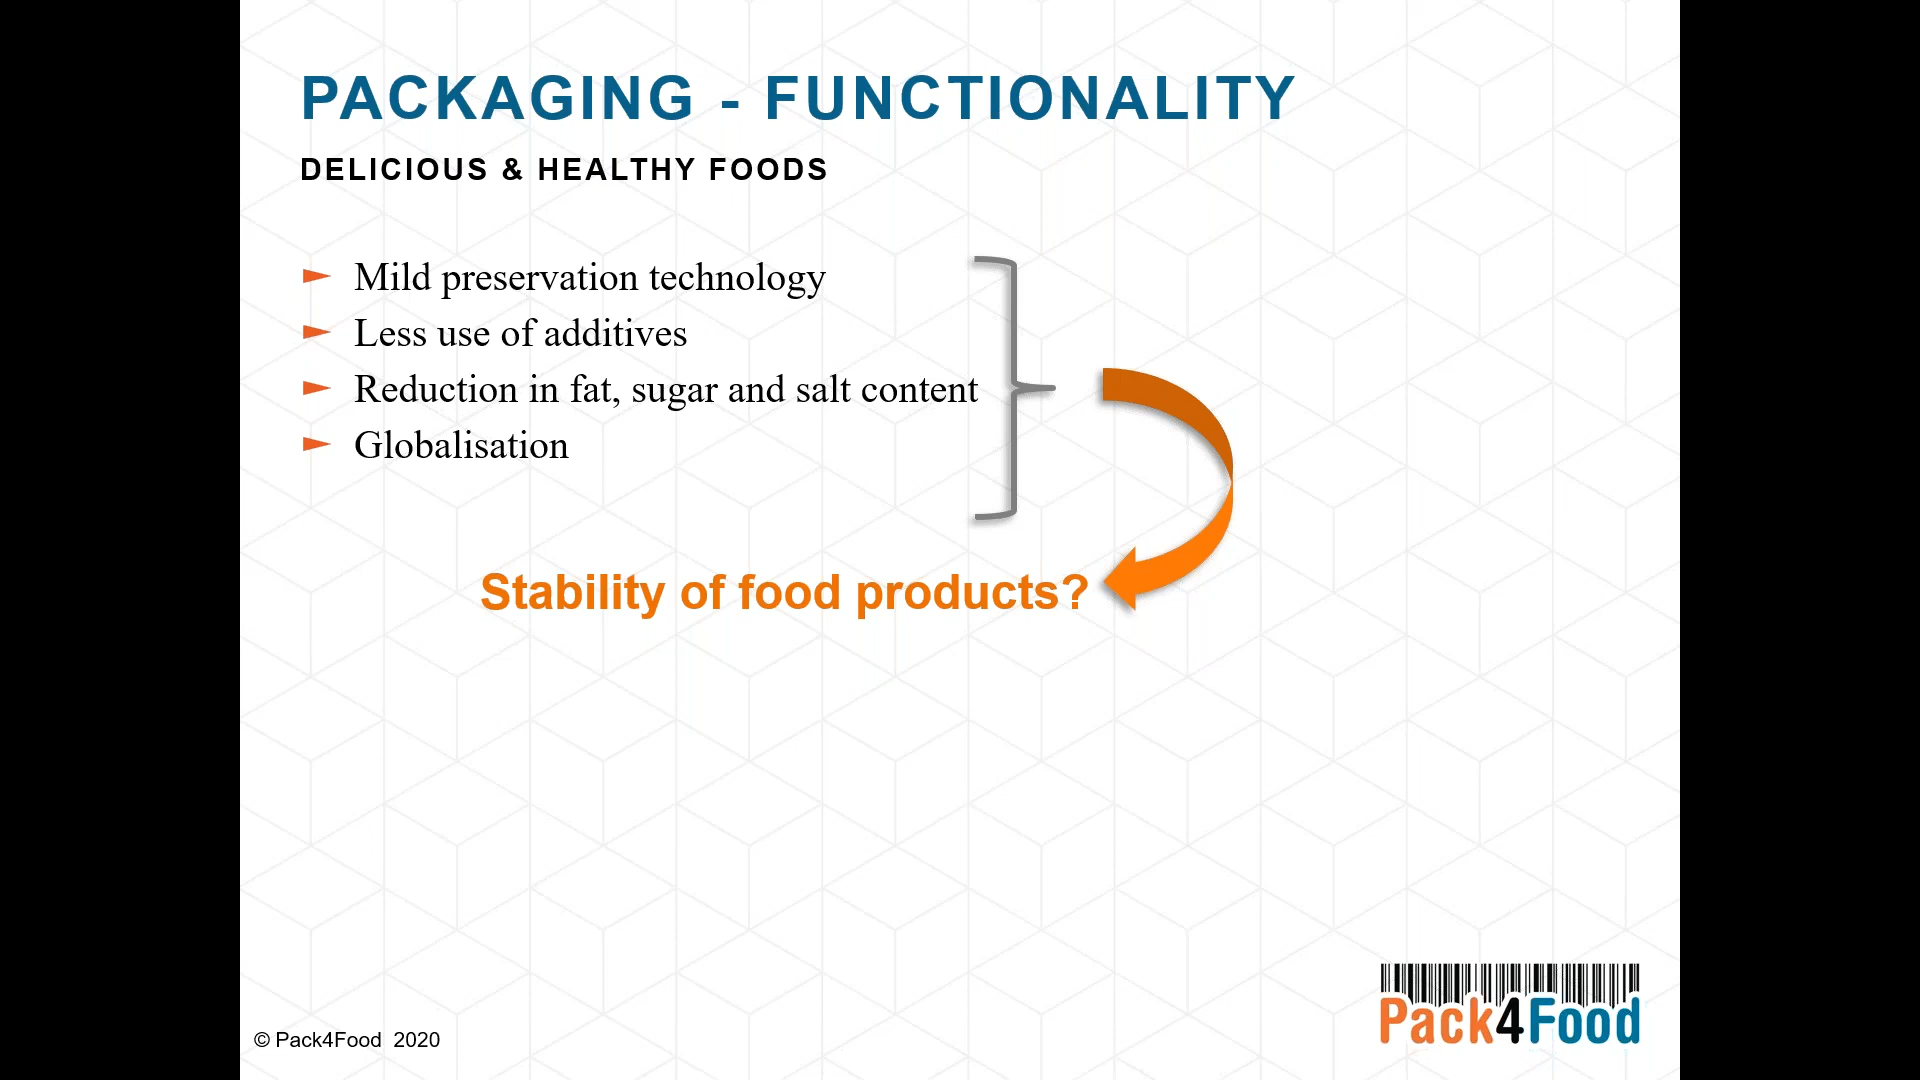 PACKAGING - FUNCTIONALITY
DELICIOUS & HEALTHY FOODS
Mild preservation technology
Less use of additives
Reduction in fat, sugar and salt content
Globalisation
Stability of food products?
© Pack4Food 2020
Pack4Food